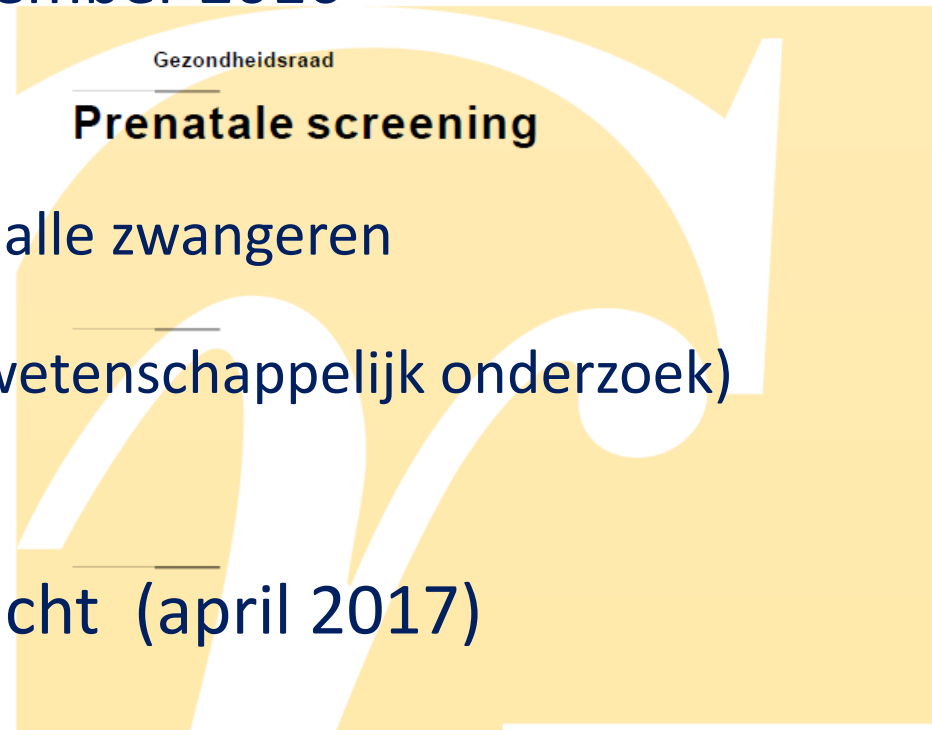 Gezondheidsraad
Prenatale screening
alle zwangeren
wetenschappelijk onderzoek)
cht (april 2017)